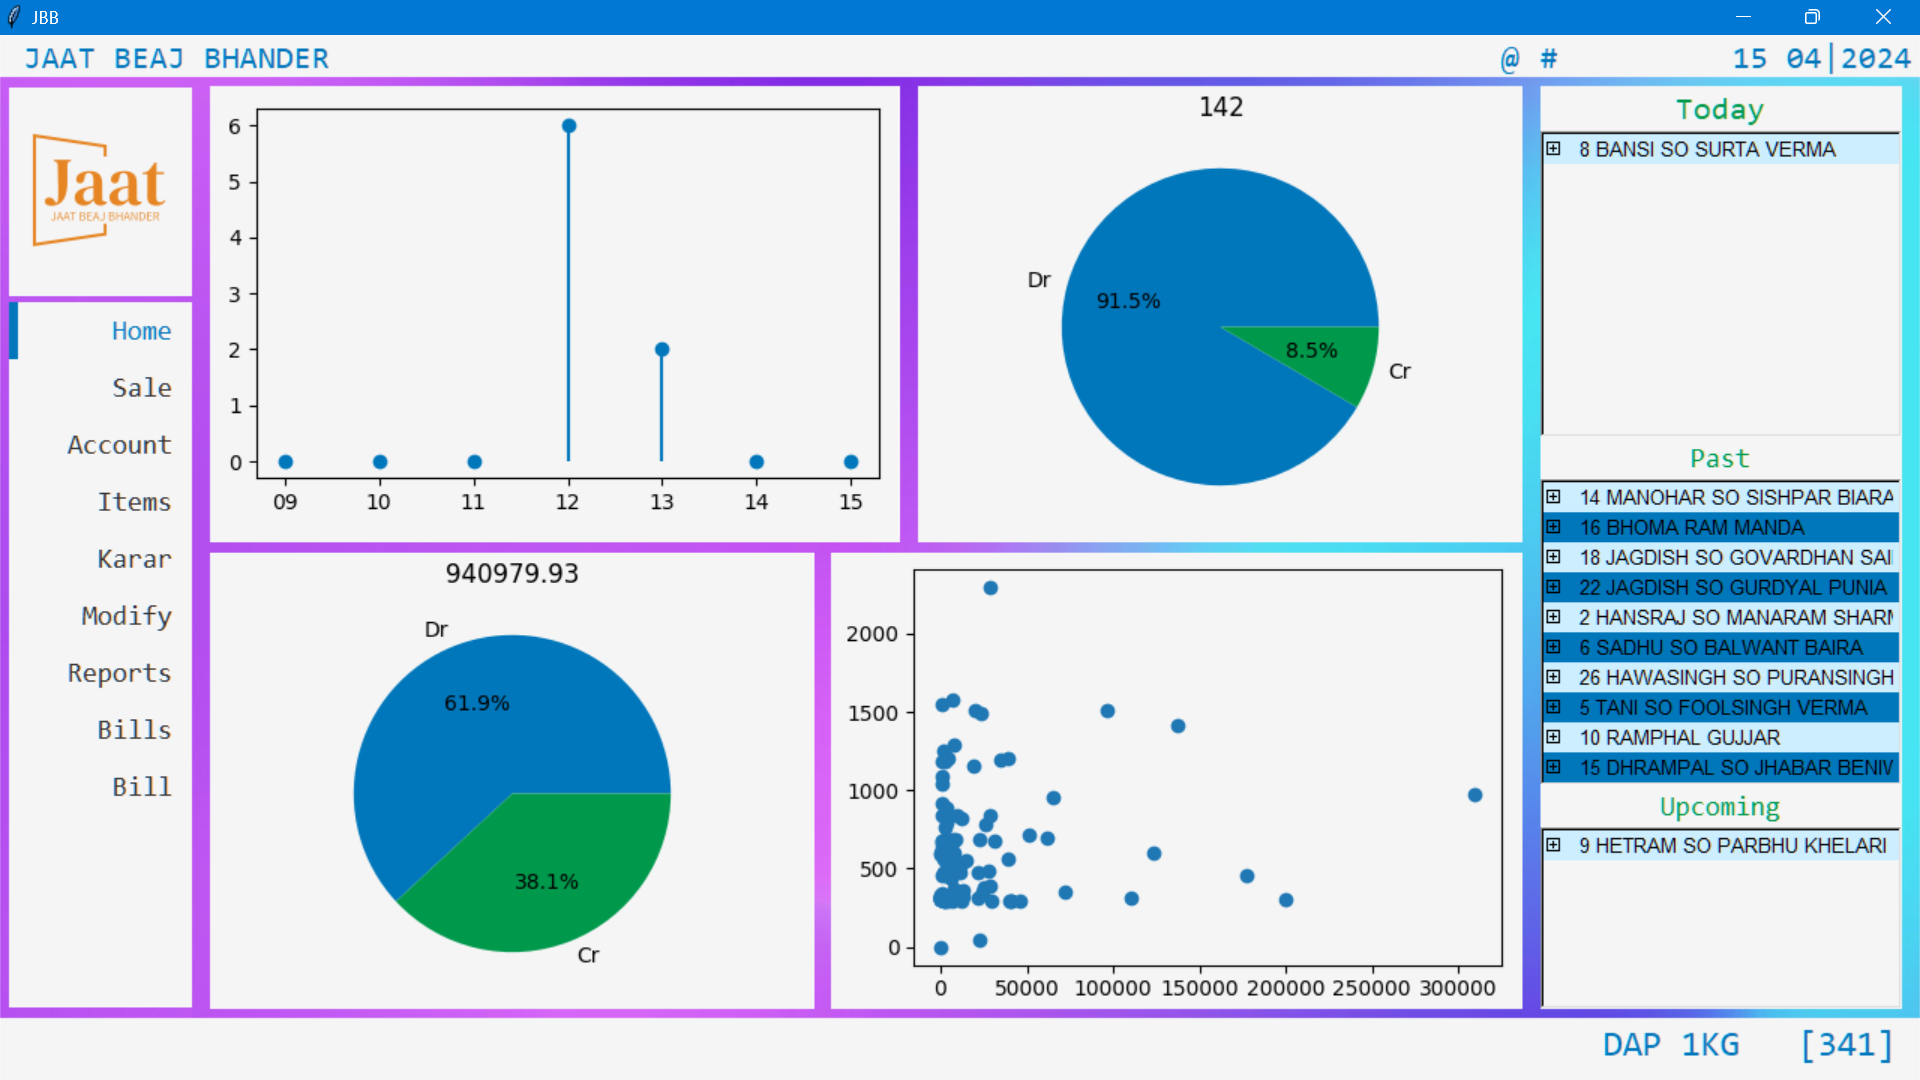 JBB
JAAT BEAJ BHANDER
@ #
15 04|2024
Jaat
JAAT BEAJ BHANDER
Home
Sale
Account
Items
Karar
Modify
Reports
Bills
Bill
6
5
4
3
2
1
0
09 10 11 12 13 14 15
142
Dr
91.5%
8.5%
Cr
940979.93
Dr
61.9%
38.1%
Cr
2000
1500
1000
500
0
0 50000 100000 150000 200000 250000 300000
Today
8 BANSI SO SURTA VERMA
Past
14 MANOHAR SO SISHPAR BIARA
16 BHOMA RAM MANDA
18 JAGDISH SO GOVARDHAN SAI
22 JAGDISH SO GURDYAL PUNIA
2 HANSRAJ SO MANARAM
6 SADHU SO BALWANT BAIRA
26 HAWASINGH SO PURANSINGH
5 TANI SO FOOLSINGH VERMA
10 RAMPHAL GUJJAR
15 DHRAMPAL SO JHABAR
Upcoming
9 HETRAM SO PARBHU KHELARI
DAP 1KG [341]